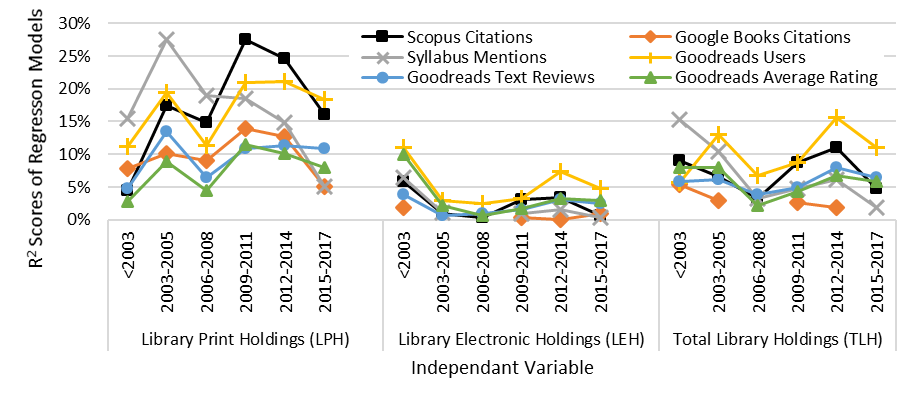 R² Scores of Regresson Models
30%
25%
20%
15%
10%
5%
0%
Scopus Citations
Google Books Citations
Syllabus Mentions
Goodreads Users
Goodreads Text Reviews
Goodreads Average Rating
<2003
2003-2005
2006-2008
2009-2011
2012-2014
2015-2017
<2003
2003-2005
2006-2008
2009-2011
2012-2014
2015-2017
<2003
2003-2005
2006-2008
2009-2011
2012-2014
2015-2017
Library Print Holdings (LPH)
Library Electronic Holdings (LEH)
Total Library Holdings (TLH)
Independant Variable